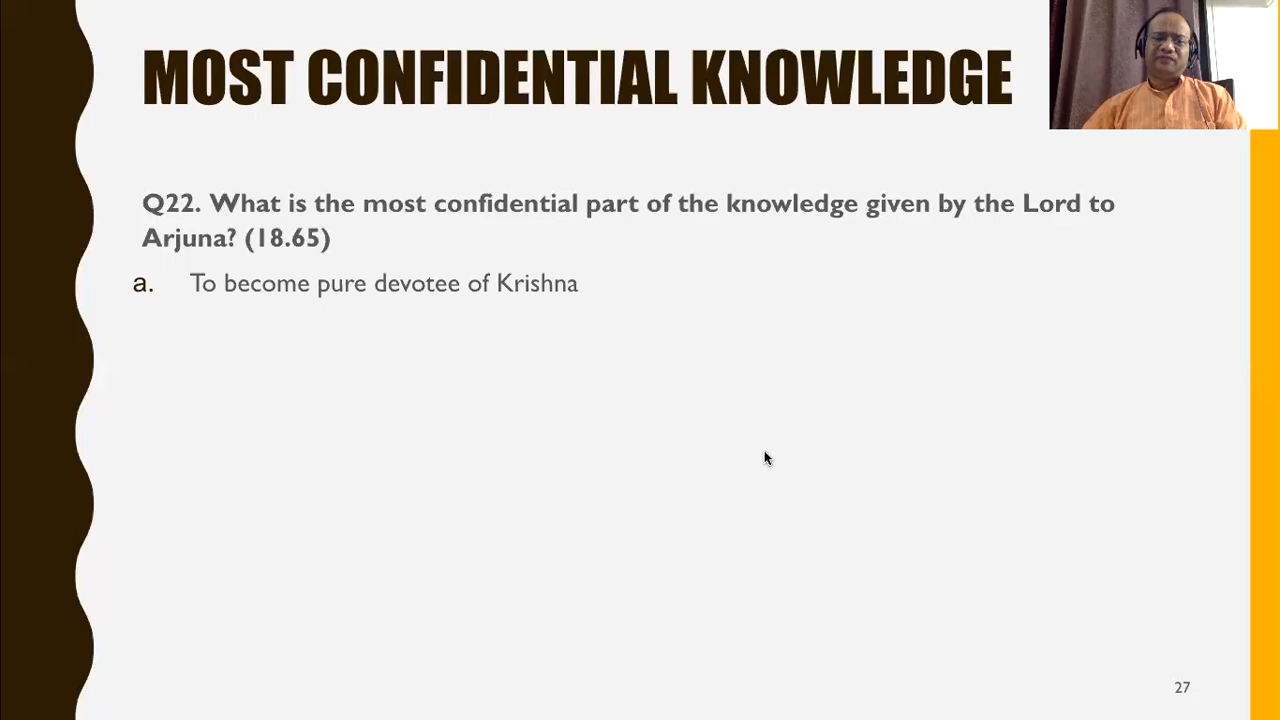 MOST CONFIDENTIAL KNOWLEDGE
Q22. What is the most confidential part of the knowledge given by the Lord to
Arjuna? (18.65)
a. To become pure devotee of Krishna
27